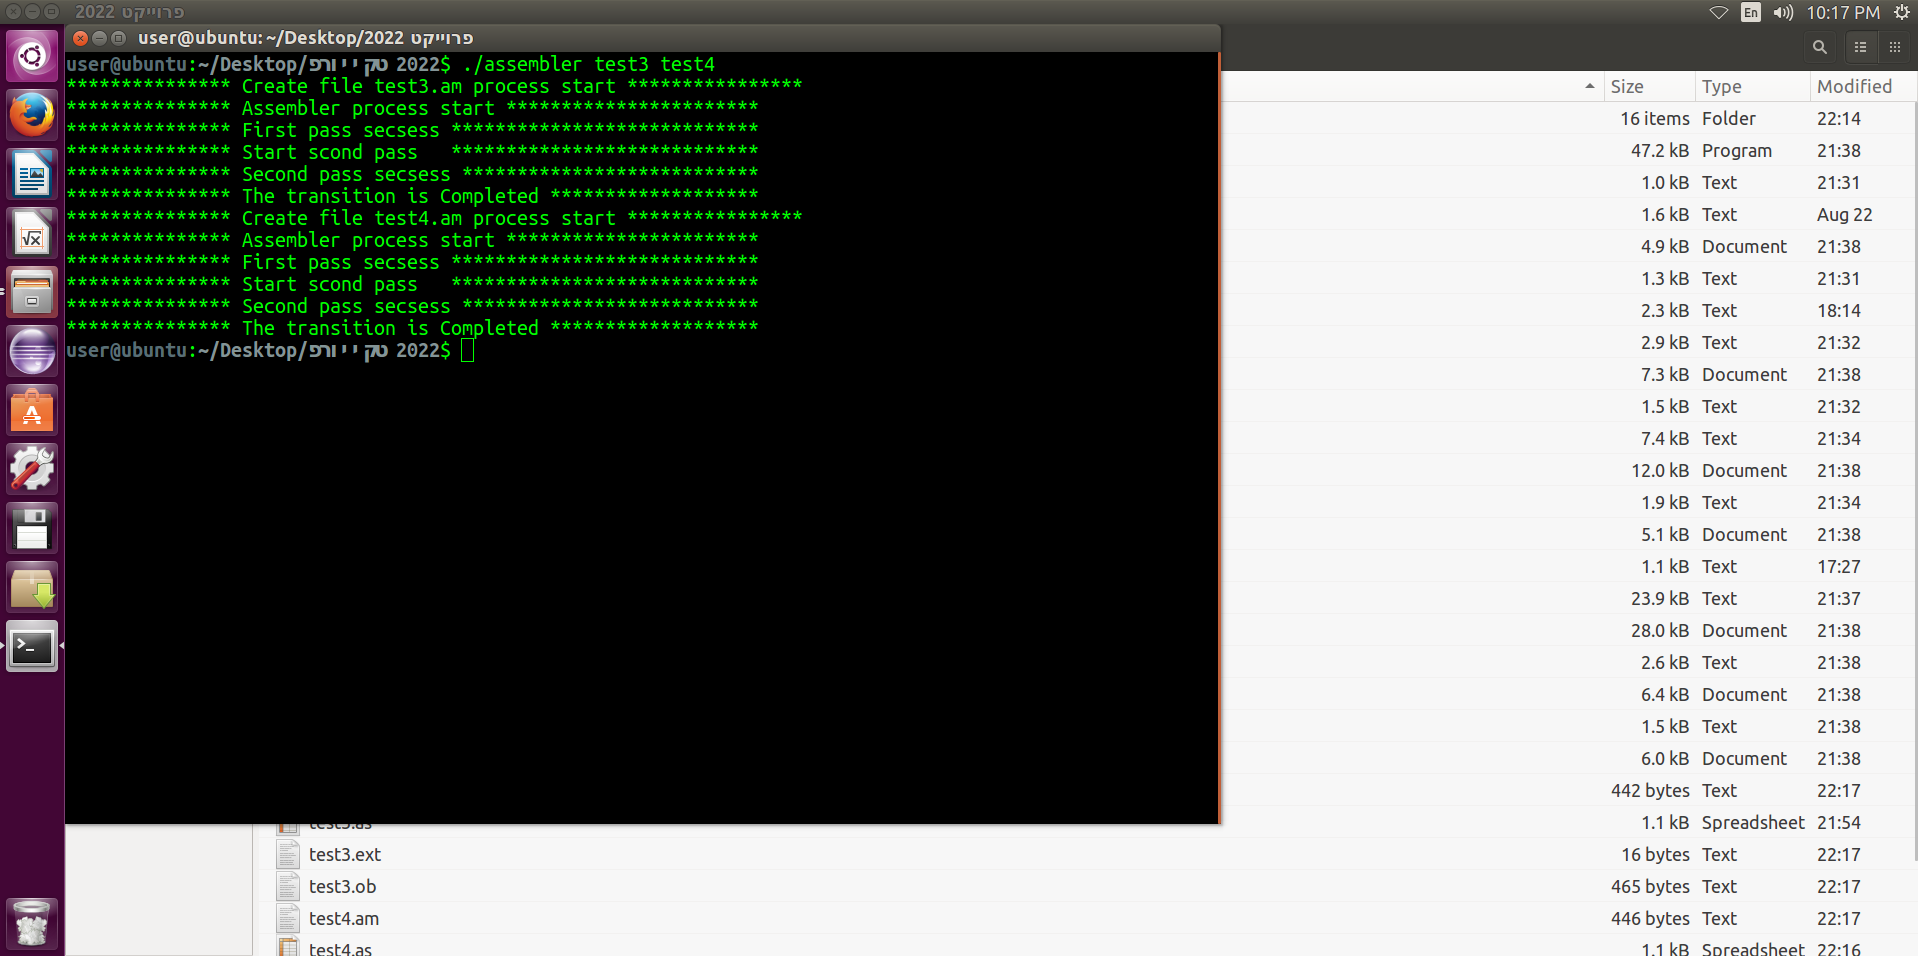 פרוייקט 2022
En
10:17 PM
user@ubuntu: ~/Desktop/2022 פרוייקט
user@ubuntu:~/Desktop/פרוייקט 2022$ ./assembler test3 test4
*************** Create file test3.am process start ****************
*************** Assembler process start ***********************
*************** First pass secsess ****************************
*************** Start scond pass   ****************************
*************** Second pass secsess ***************************
*************** The transition is Completed *******************
*************** Create file test4.am process start ****************
*************** Assembler process start ***********************
*************** First pass secsess ****************************
*************** Start scond pass   ****************************
*************** Second pass secsess ***************************
*************** The transition is Completed *******************
user@ubuntu:~/Desktop/פרוייקט 2022$
Size Type Modified
16 items Folder 22:14
47.2 kB Program 21:38
1.0 kB Text 21:31
1.6 kB Text Aug 22
4.9 kB Document 21:38
1.3 kB Text 21:31
2.3 kB Text 18:14
2.9 kB Text 21:32
7.3 kB Document 21:38
1.5 kB Text 21:32
7.4 kB Text 21:34
12.0 kB Document 21:38
1.9 kB Text 21:34
5.1 kB Document 21:38
1.1 kB Text 17:27
23.9 kB Text 21:37
28.0 kB Document 21:38
2.6 kB Text 21:38
6.4 kB Document 21:38
1.5 kB Text 21:38
6.0 kB Document 21:38
442 bytes Text 22:17
test3.as 1.1 kB Spreadsheet 21:54
test3.ext 16 bytes Text 22:17
test3.ob 465 bytes Text 22:17
test4.am 446 bytes Text 22:17
test4.as 1.1 kB Spreadsheet 22:16